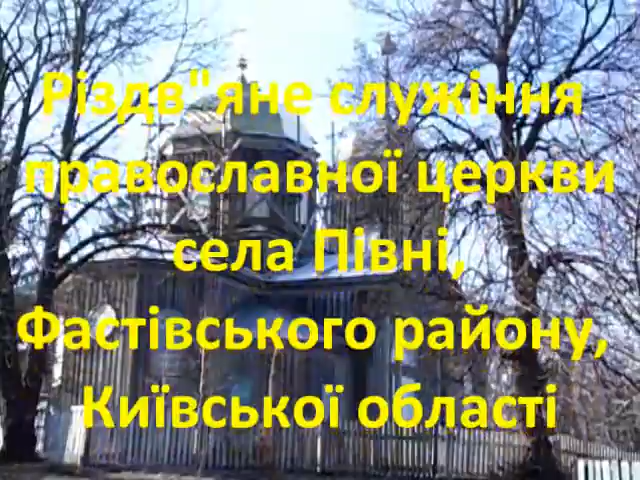 Різдв"яне служіння
православної церкви
села Півні,
Фастівського району,
Київської області